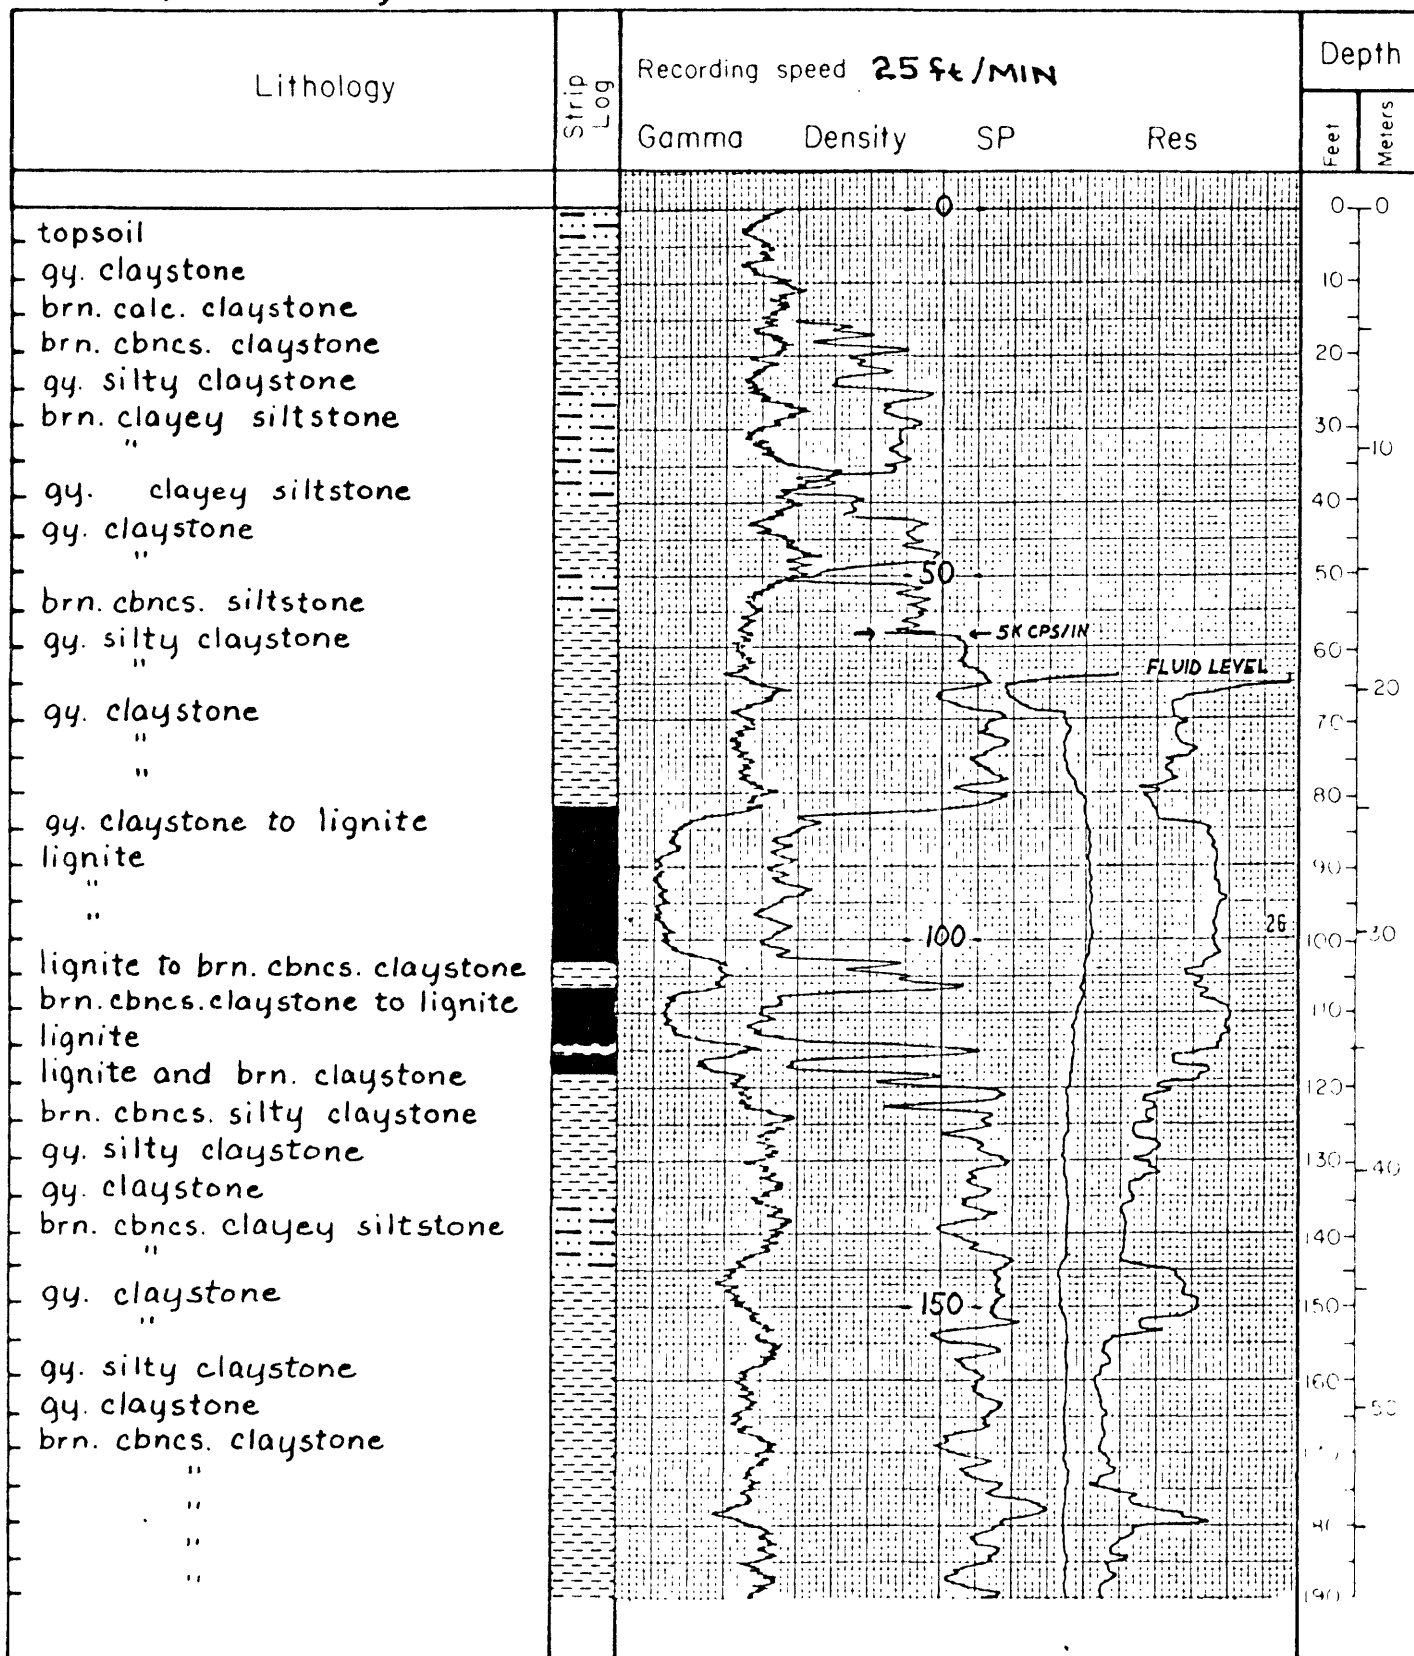 Lithology
Strip Log
Recording speed 25 ft/MIN
Gamma Density SP Res
Depth
Feet
Meters
0
0 0
topsoil
gy. claystone
10
brn. calc. claystone
brn. cbncs. claystone
20
gy. silty claystone
brn. clayey siltstone
30
"
10
gy. clayey siltstone
40
gy. claystone
"
50
50
brn. cbncs. siltstone
gy. silty claystone
5K CPS/IN
60
"
FLUID LEVEL
20
gy. claystone
70
"
"
80
gy. claystone to lignite
lignite
90
"
"
26
100
100
30
lignite to brn. cbncs. claystone
brn. cbncs. claystone to lignite
110
lignite
lignite and brn. claystone
120
brn. cbncs. silty claystone
gy. silty claystone
130
40
gy. claystone
brn. cbncs. clayey siltstone
140
"
gy. claystone
150
150
"
gy. silty claystone
160
gy. claystone
50
brn. cbncs. claystone
"
"
80
"
"
190